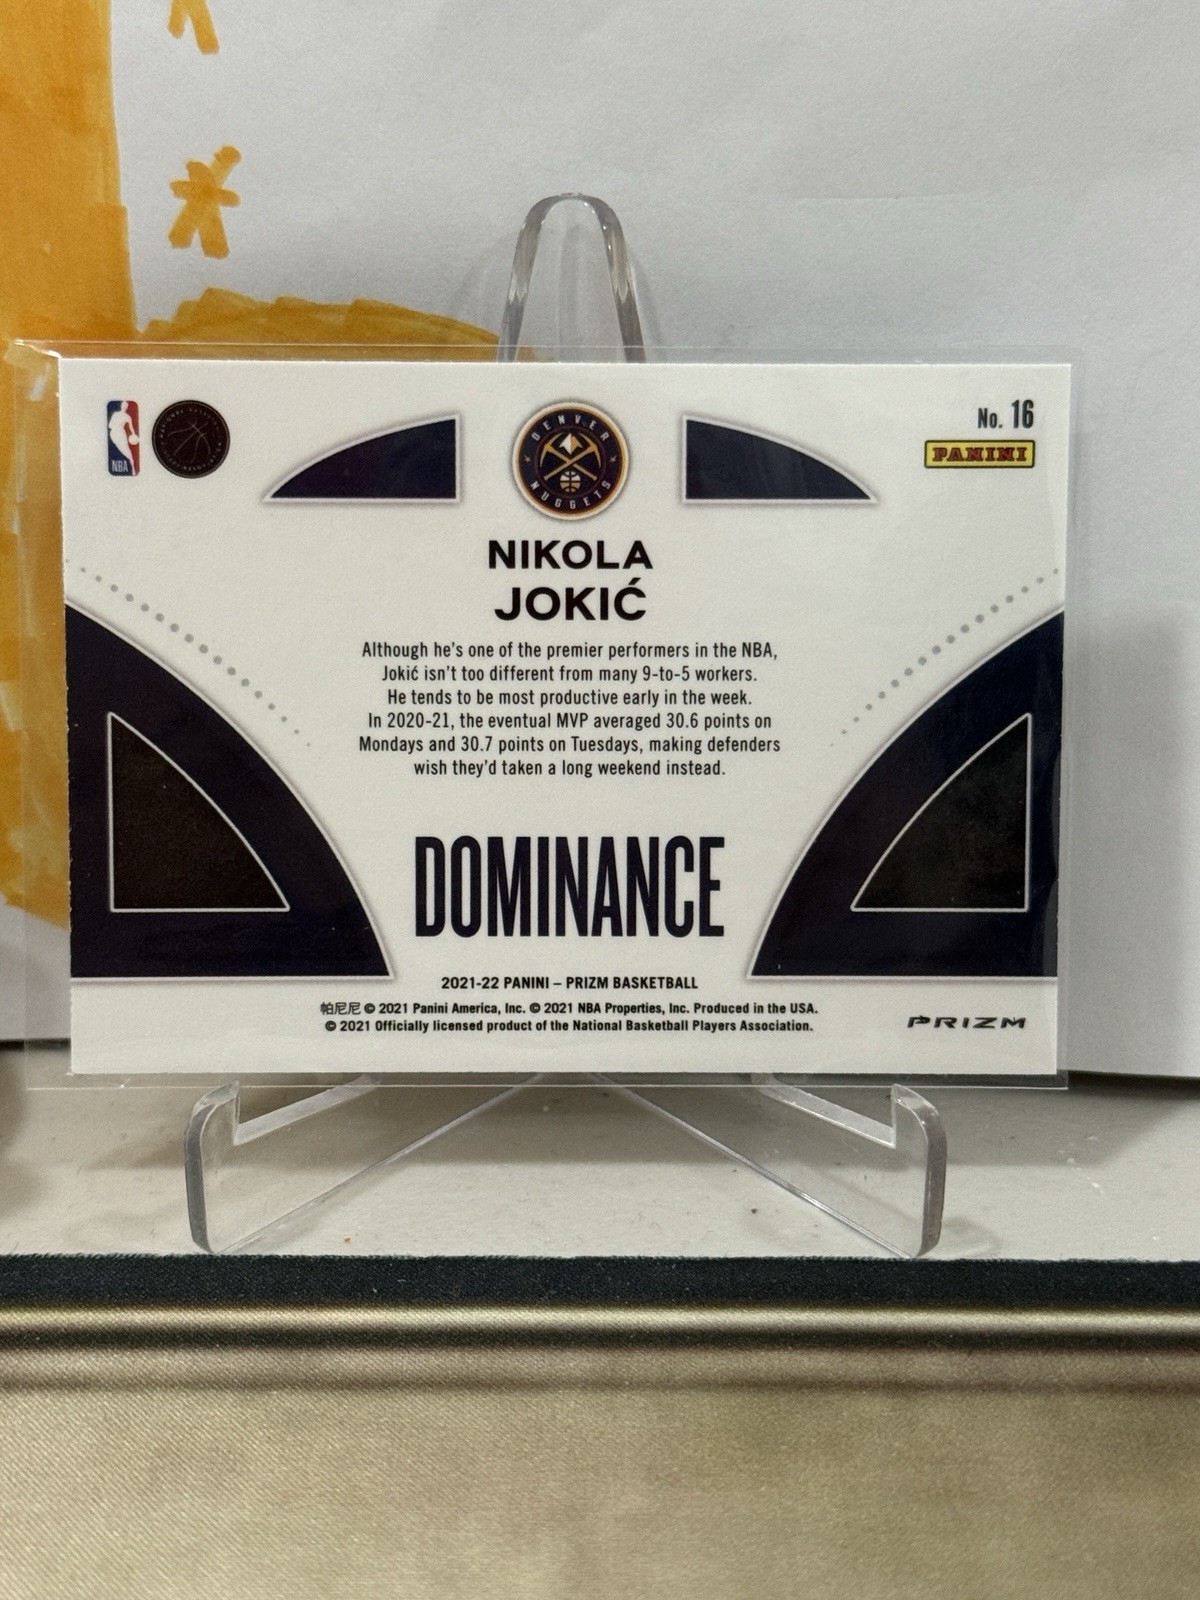 NBA
DENVER
NUGGETS
No. 16
PANINI
NIKOLA
JOKIĆ
Although he's one of the premier performers in the NBA,
Jokić isn't too different from many 9-to-5 workers.
He tends to be most productive early in the week.
In 2020-21, the eventual MVP averaged 30.6 points on
Mondays and 30.7 points on Tuesdays, making defenders
wish they'd taken a long weekend instead.
DOMINANCE
2021-22 PANINI – PRIZM BASKETBALL
帕尼尼 © 2021 Panini America, Inc. © 2021 NBA Properties, Inc. Produced in the USA.
© 2021 Officially licensed product of the National Basketball Players Association.
PRIZM